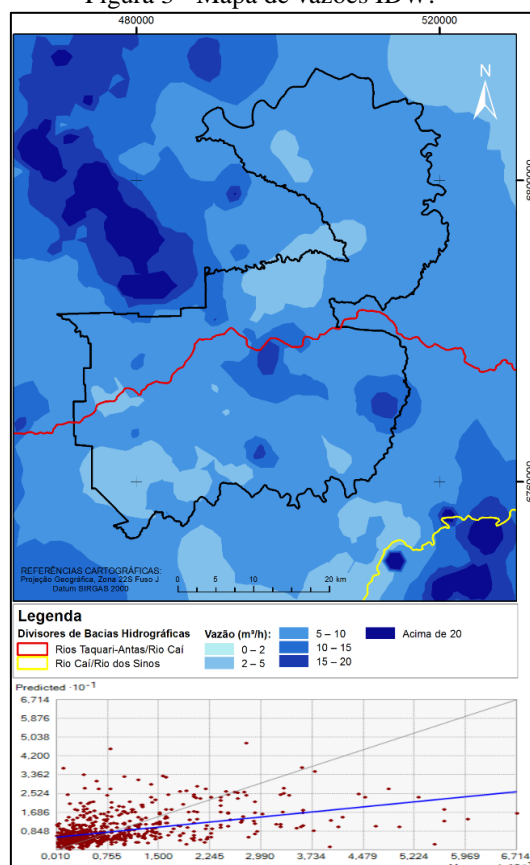 Figura 3 - Mapa de vazões IDW.
480000
520000
N
6800000
6760000
REFERÊNCIAS CARTOGRÁFICAS:
Projeção Geográfica, Zona 22S Fuso J
Datum SIRGAS 2000
0 5 10 20 km
Legenda
Divisores de Bacias Hidrográficas
Rios Taquari-Antas/Rio Caí
Rio Caí/Rio dos Sinos
Vazão (m³/h):
0 – 2
2 – 5
5 – 10
10 – 15
15 – 20
Acima de 20
Predicted ·10⁻¹
6,714
5,876
5,038
4,200
3,362
2,524
1,686
0,848
0,010 0,755 1,500 2,245 2,990 3,734 4,479 5,224 5,969 6,714